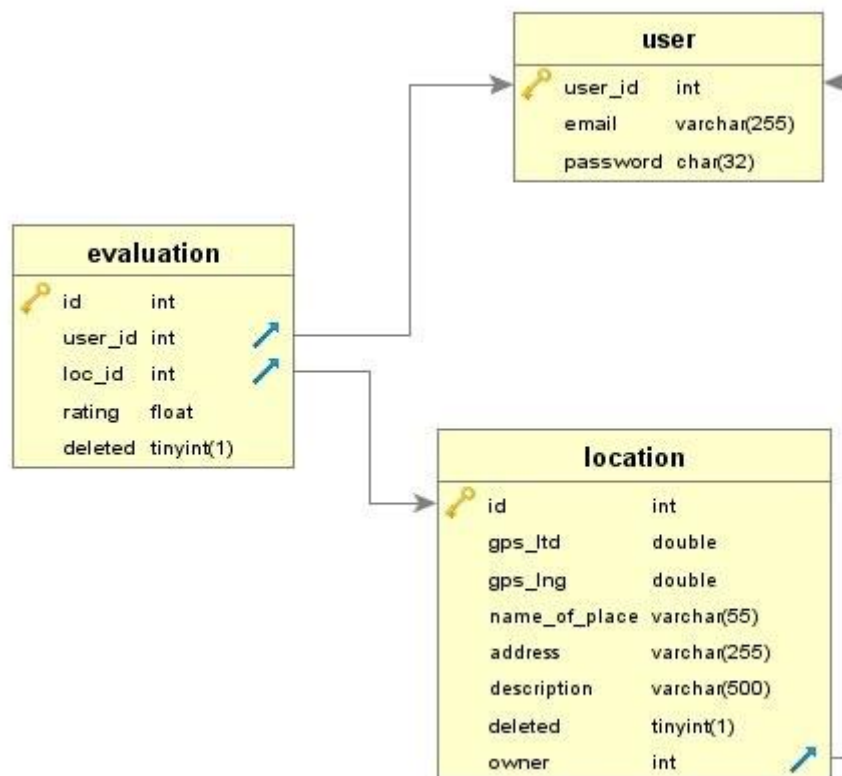 user
user_id int
email varchar(255)
password char(32)
evaluation
id int
user_id int
loc_id int
rating float
deleted tinyint(1)
location
id int
gps_ltd double
gps_lng double
name_of_place varchar(55)
address varchar(255)
description varchar(500)
deleted tinyint(1)
owner int